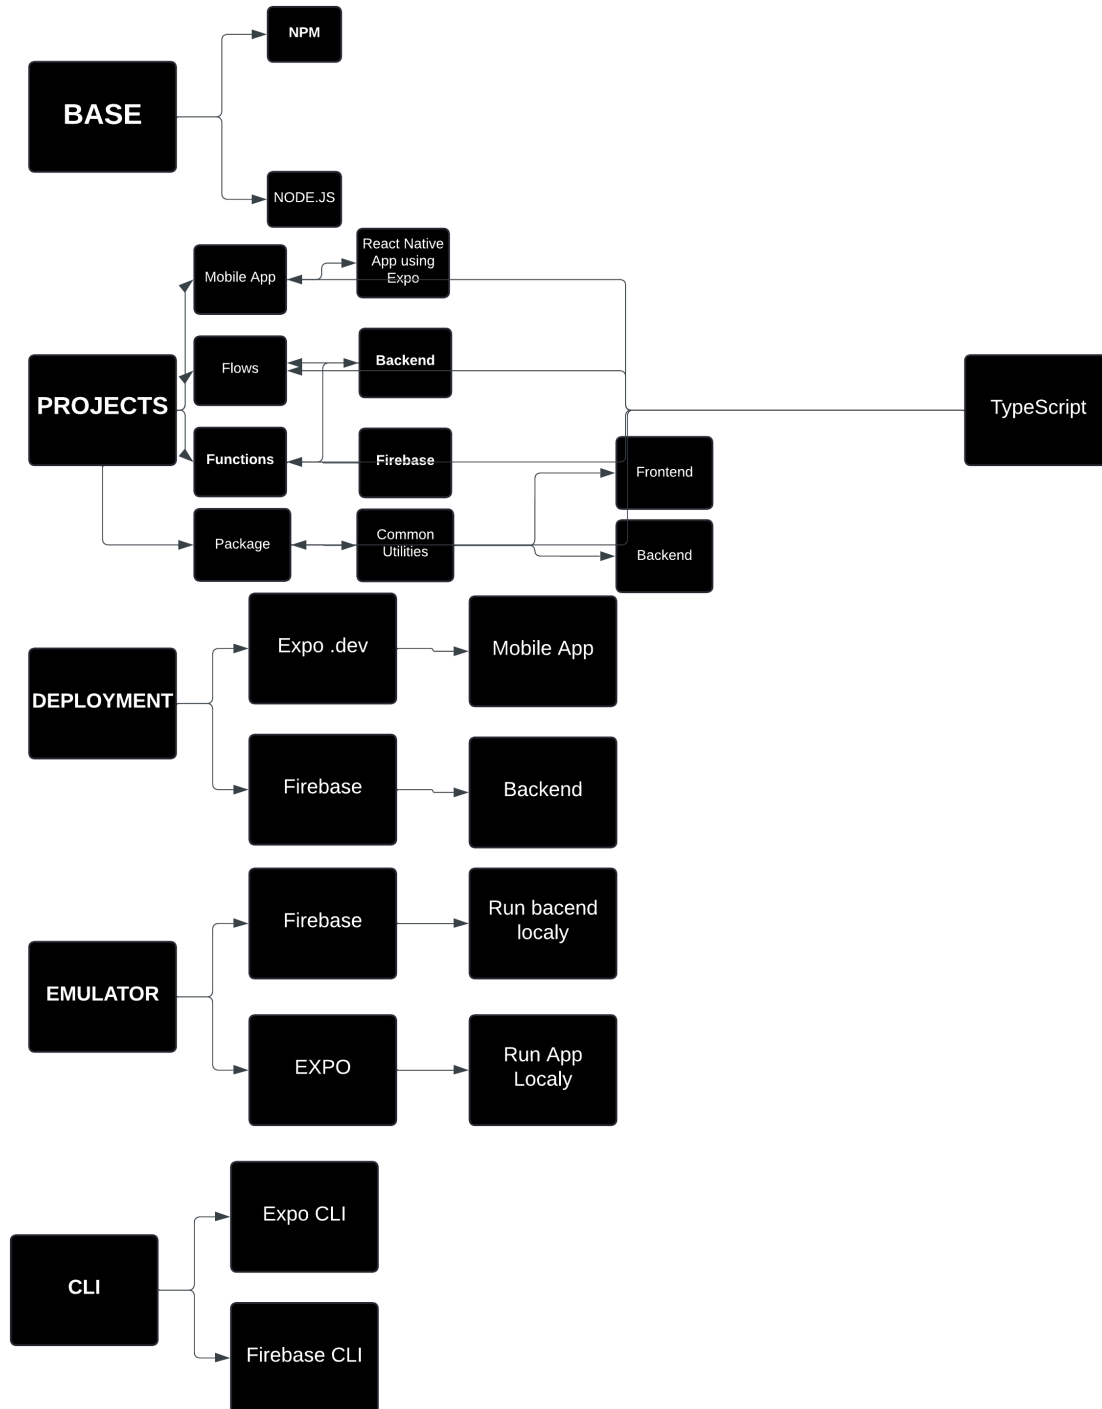 NPM
BASE
NODE.JS
React Native
App using
Expo
Mobile App
Flows
Backend
PROJECTS
TypeScript
Functions
Firebase
Frontend
Package
Common
Utilities
Backend
Expo .dev
Mobile App
DEPLOYMENT
Firebase
Backend
Firebase
Run bacend
localy
EMULATOR
EXPO
Run App
Localy
Expo CLI
CLI
Firebase CLI